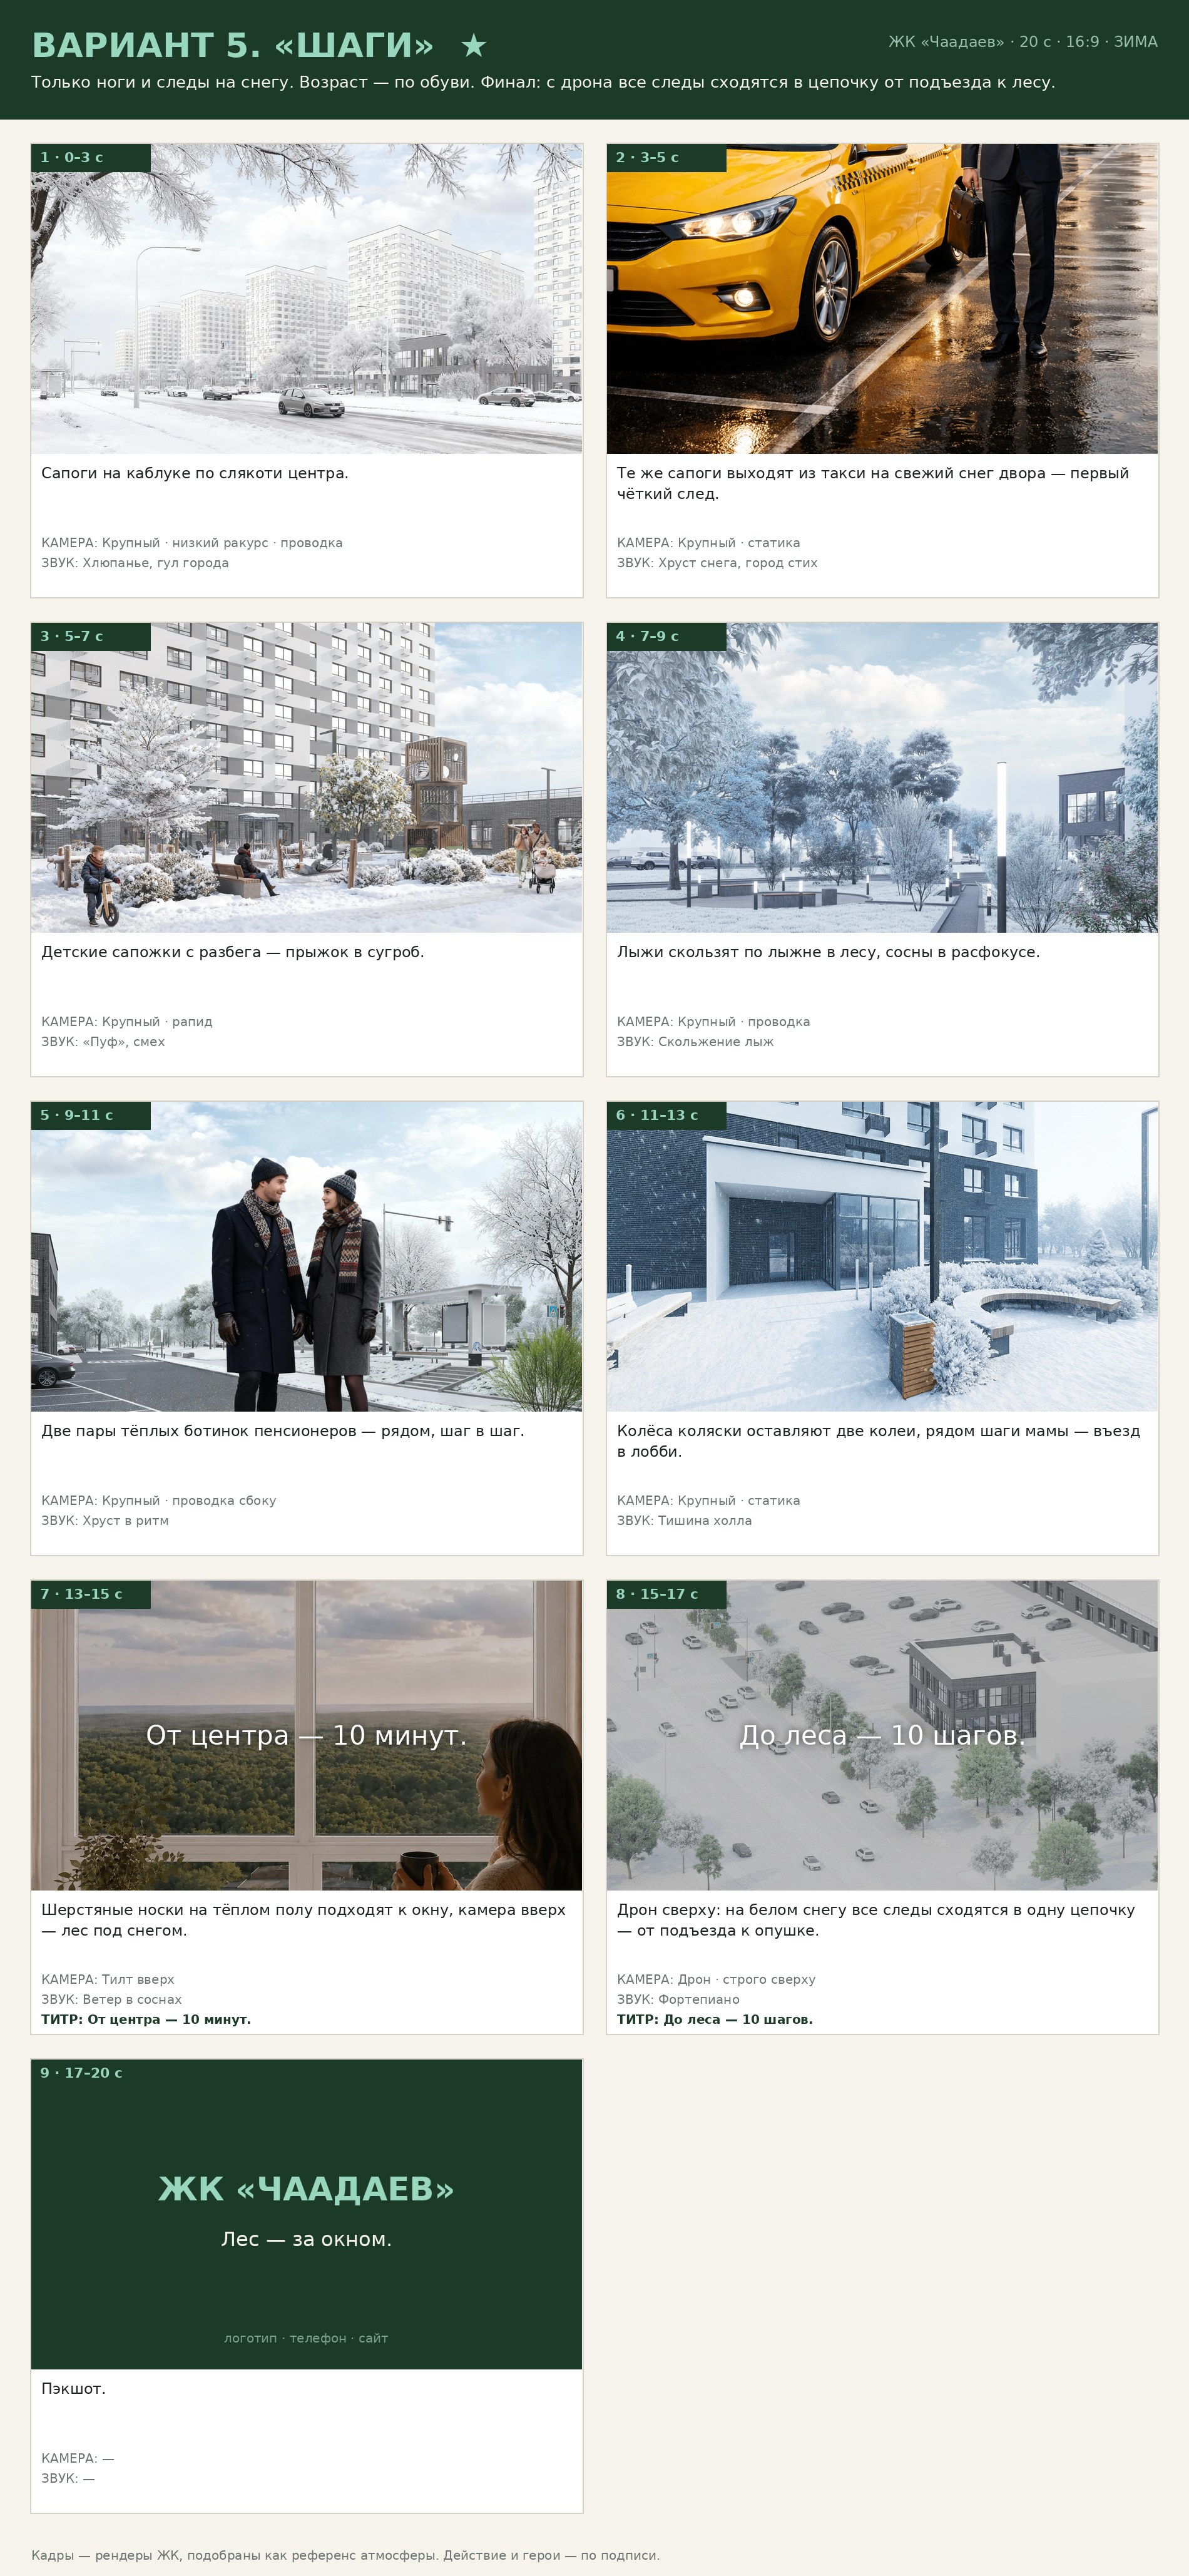 ВАРИАНТ 5. «ШАГИ» ★
ЖК «Чаадаев» · 20 с · 16:9 · ЗИМА
Только ноги и следы на снегу. Возраст — по обуви. Финал: с дрона все следы сходятся в цепочку от подъезда к лесу.
1 · 0–3 с
Сапоги на каблуке по слякоти центра.
КАМЕРА: Крупный · низкий ракурс · проводка
ЗВУК: Хлюпанье, гул города
2 · 3–5 с
Те же сапоги выходят из такси на свежий снег двора — первый
чёткий след.
КАМЕРА: Крупный · статика
ЗВУК: Хруст снега, город стих
3 · 5–7 с
Детские сапожки с разбега — прыжок в сугроб.
КАМЕРА: Крупный · рапид
ЗВУК: «Пуф», смех
4 · 7–9 с
Лыжи скользят по лыжне в лесу, сосны в расфокусе.
КАМЕРА: Крупный · проводка
ЗВУК: Скольжение лыж
5 · 9–11 с
Две пары тёплых ботинок пенсионеров — рядом, шаг в шаг.
КАМЕРА: Крупный · проводка сбоку
ЗВУК: Хруст в ритм
6 · 11–13 с
Колёса коляски оставляют две колеи, рядом шаги мамы — въезд
в лобби.
КАМЕРА: Крупный · статика
ЗВУК: Тишина холла
7 · 13–15 с
От центра — 10 минут.
Шерстяные носки на тёплом полу подходят к окну, камера вверх
— лес под снегом.
КАМЕРА: Тилт вверх
ЗВУК: Ветер в соснах
ТИТР: От центра — 10 минут.
8 · 15–17 с
До леса — 10 шагов.
Дрон сверху: на белом снегу все следы сходятся в одну цепочку
— от подъезда к опушке.
КАМЕРА: Дрон · строго сверху
ЗВУК: Фортепиано
ТИТР: До леса — 10 шагов.
9 · 17–20 с
ЖК «ЧААДАЕВ»
Лес — за окном.
логотип · телефон · сайт
Пэкшот.
КАМЕРА: —
ЗВУК: —
Кадры — рендеры ЖК, подобраны как референс атмосферы. Действие и герои — по подписи.